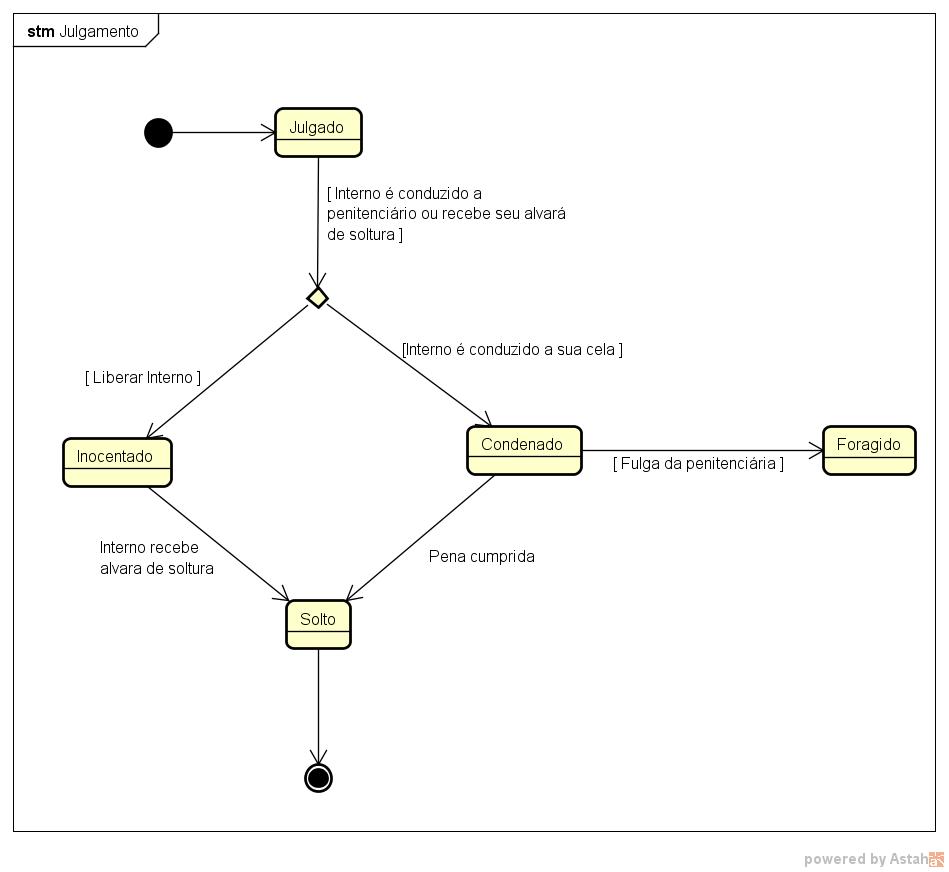 stm Julgamento
Julgado
[ Interno é conduzido a
penitenciário ou recebe seu alvará
de soltura ]
[Interno é conduzido a sua cela ]
[ Liberar Interno ]
Inocentado
Condenado
Foragido
[ Fulga da penitenciária ]
Interno recebe
alvara de soltura
Pena cumprida
Solto
powered by Astah